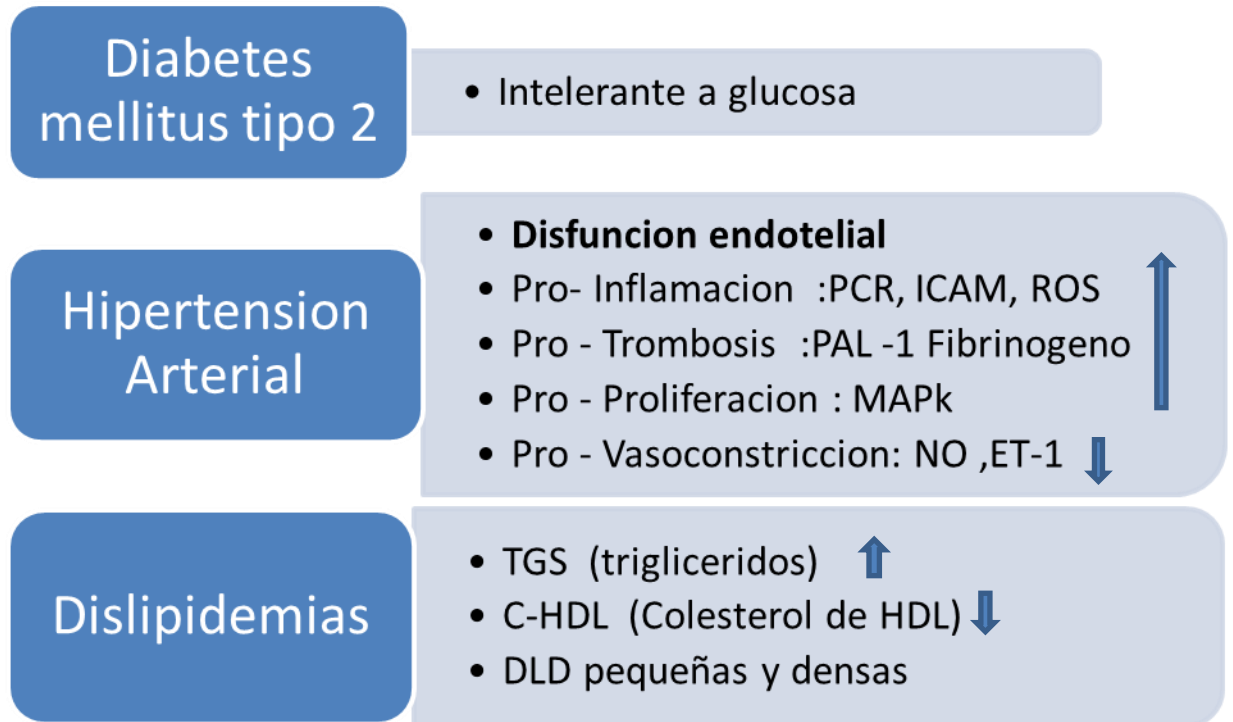 Diabetes
mellitus tipo 2
• Intelerante a glucosa
Hipertension
Arterial
• Disfuncion endotelial
• Pro- Inflamacion :PCR, ICAM, ROS
• Pro - Trombosis :PAL -1 Fibrinogeno
• Pro - Proliferacion : MAPk
• Pro - Vasoconstriccion: NO ,ET-1
Dislipidemias
• TGS (trigliceridos)
• C-HDL (Colesterol de HDL)
• DLD pequeñas y densas